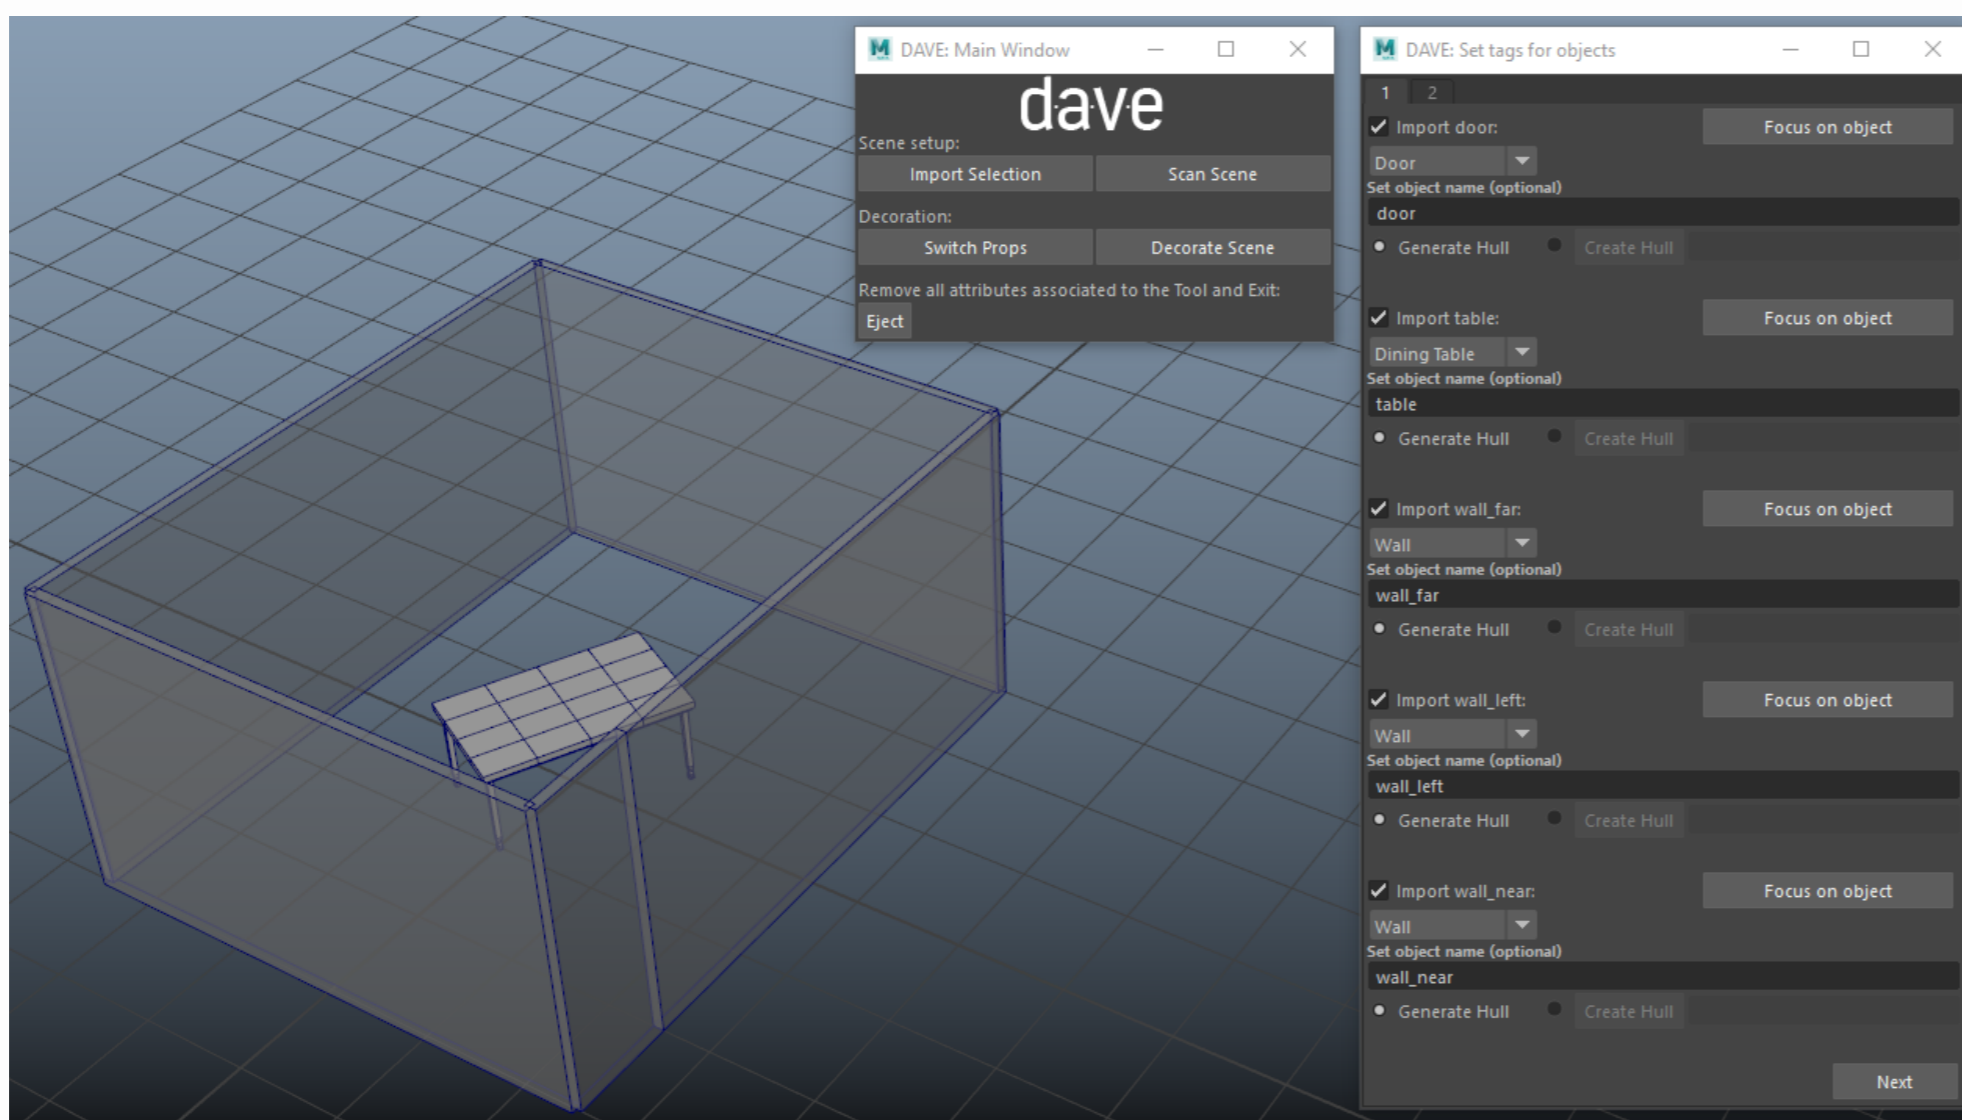 DAVE: Main Window
d·a·v·e
Scene setup:
Import Selection Scan Scene
Decoration:
Switch Props Decorate Scene
Remove all attributes associated to the Tool and Exit:
Eject
DAVE: Set tags for objects
1 2
Import door: Focus on object
Door
Set object name (optional)
door
Generate Hull Create Hull
Import table: Focus on object
Dining Table
Set object name (optional)
table
Generate Hull Create Hull
Import wall_far: Focus on object
Wall
Set object name (optional)
wall_far
Generate Hull Create Hull
Import wall_left: Focus on object
Wall
Set object name (optional)
wall_left
Generate Hull Create Hull
Import wall_near: Focus on object
Wall
Set object name (optional)
wall_near
Generate Hull Create Hull
Next